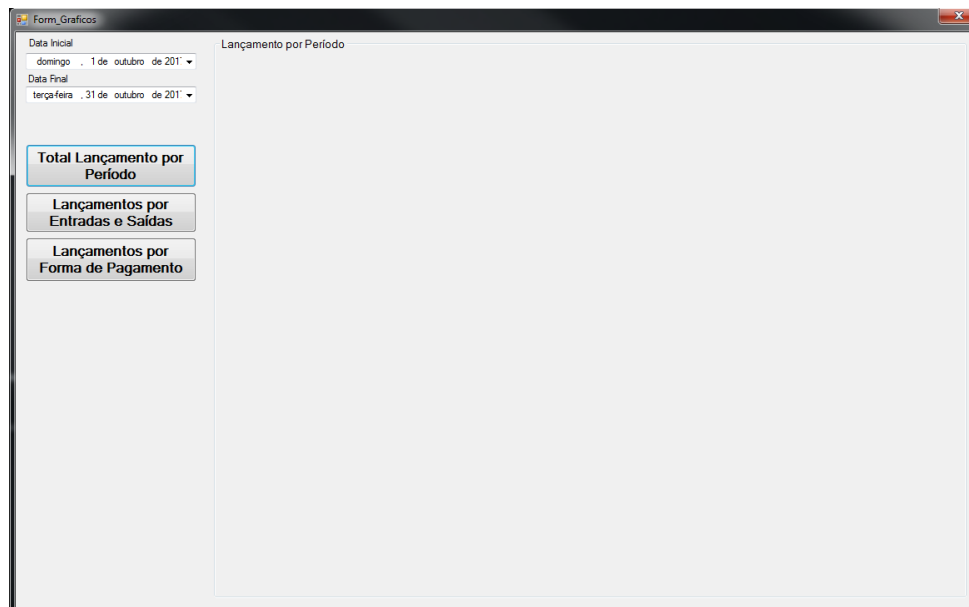 Form_Graficos
Data Inicial
domingo , 1 de outubro de 201
Data Final
terça-feira , 31 de outubro de 201
Lançamento por Período
Total Lançamento por
Período
Lançamentos por
Entradas e Saídas
Lançamentos por
Forma de Pagamento